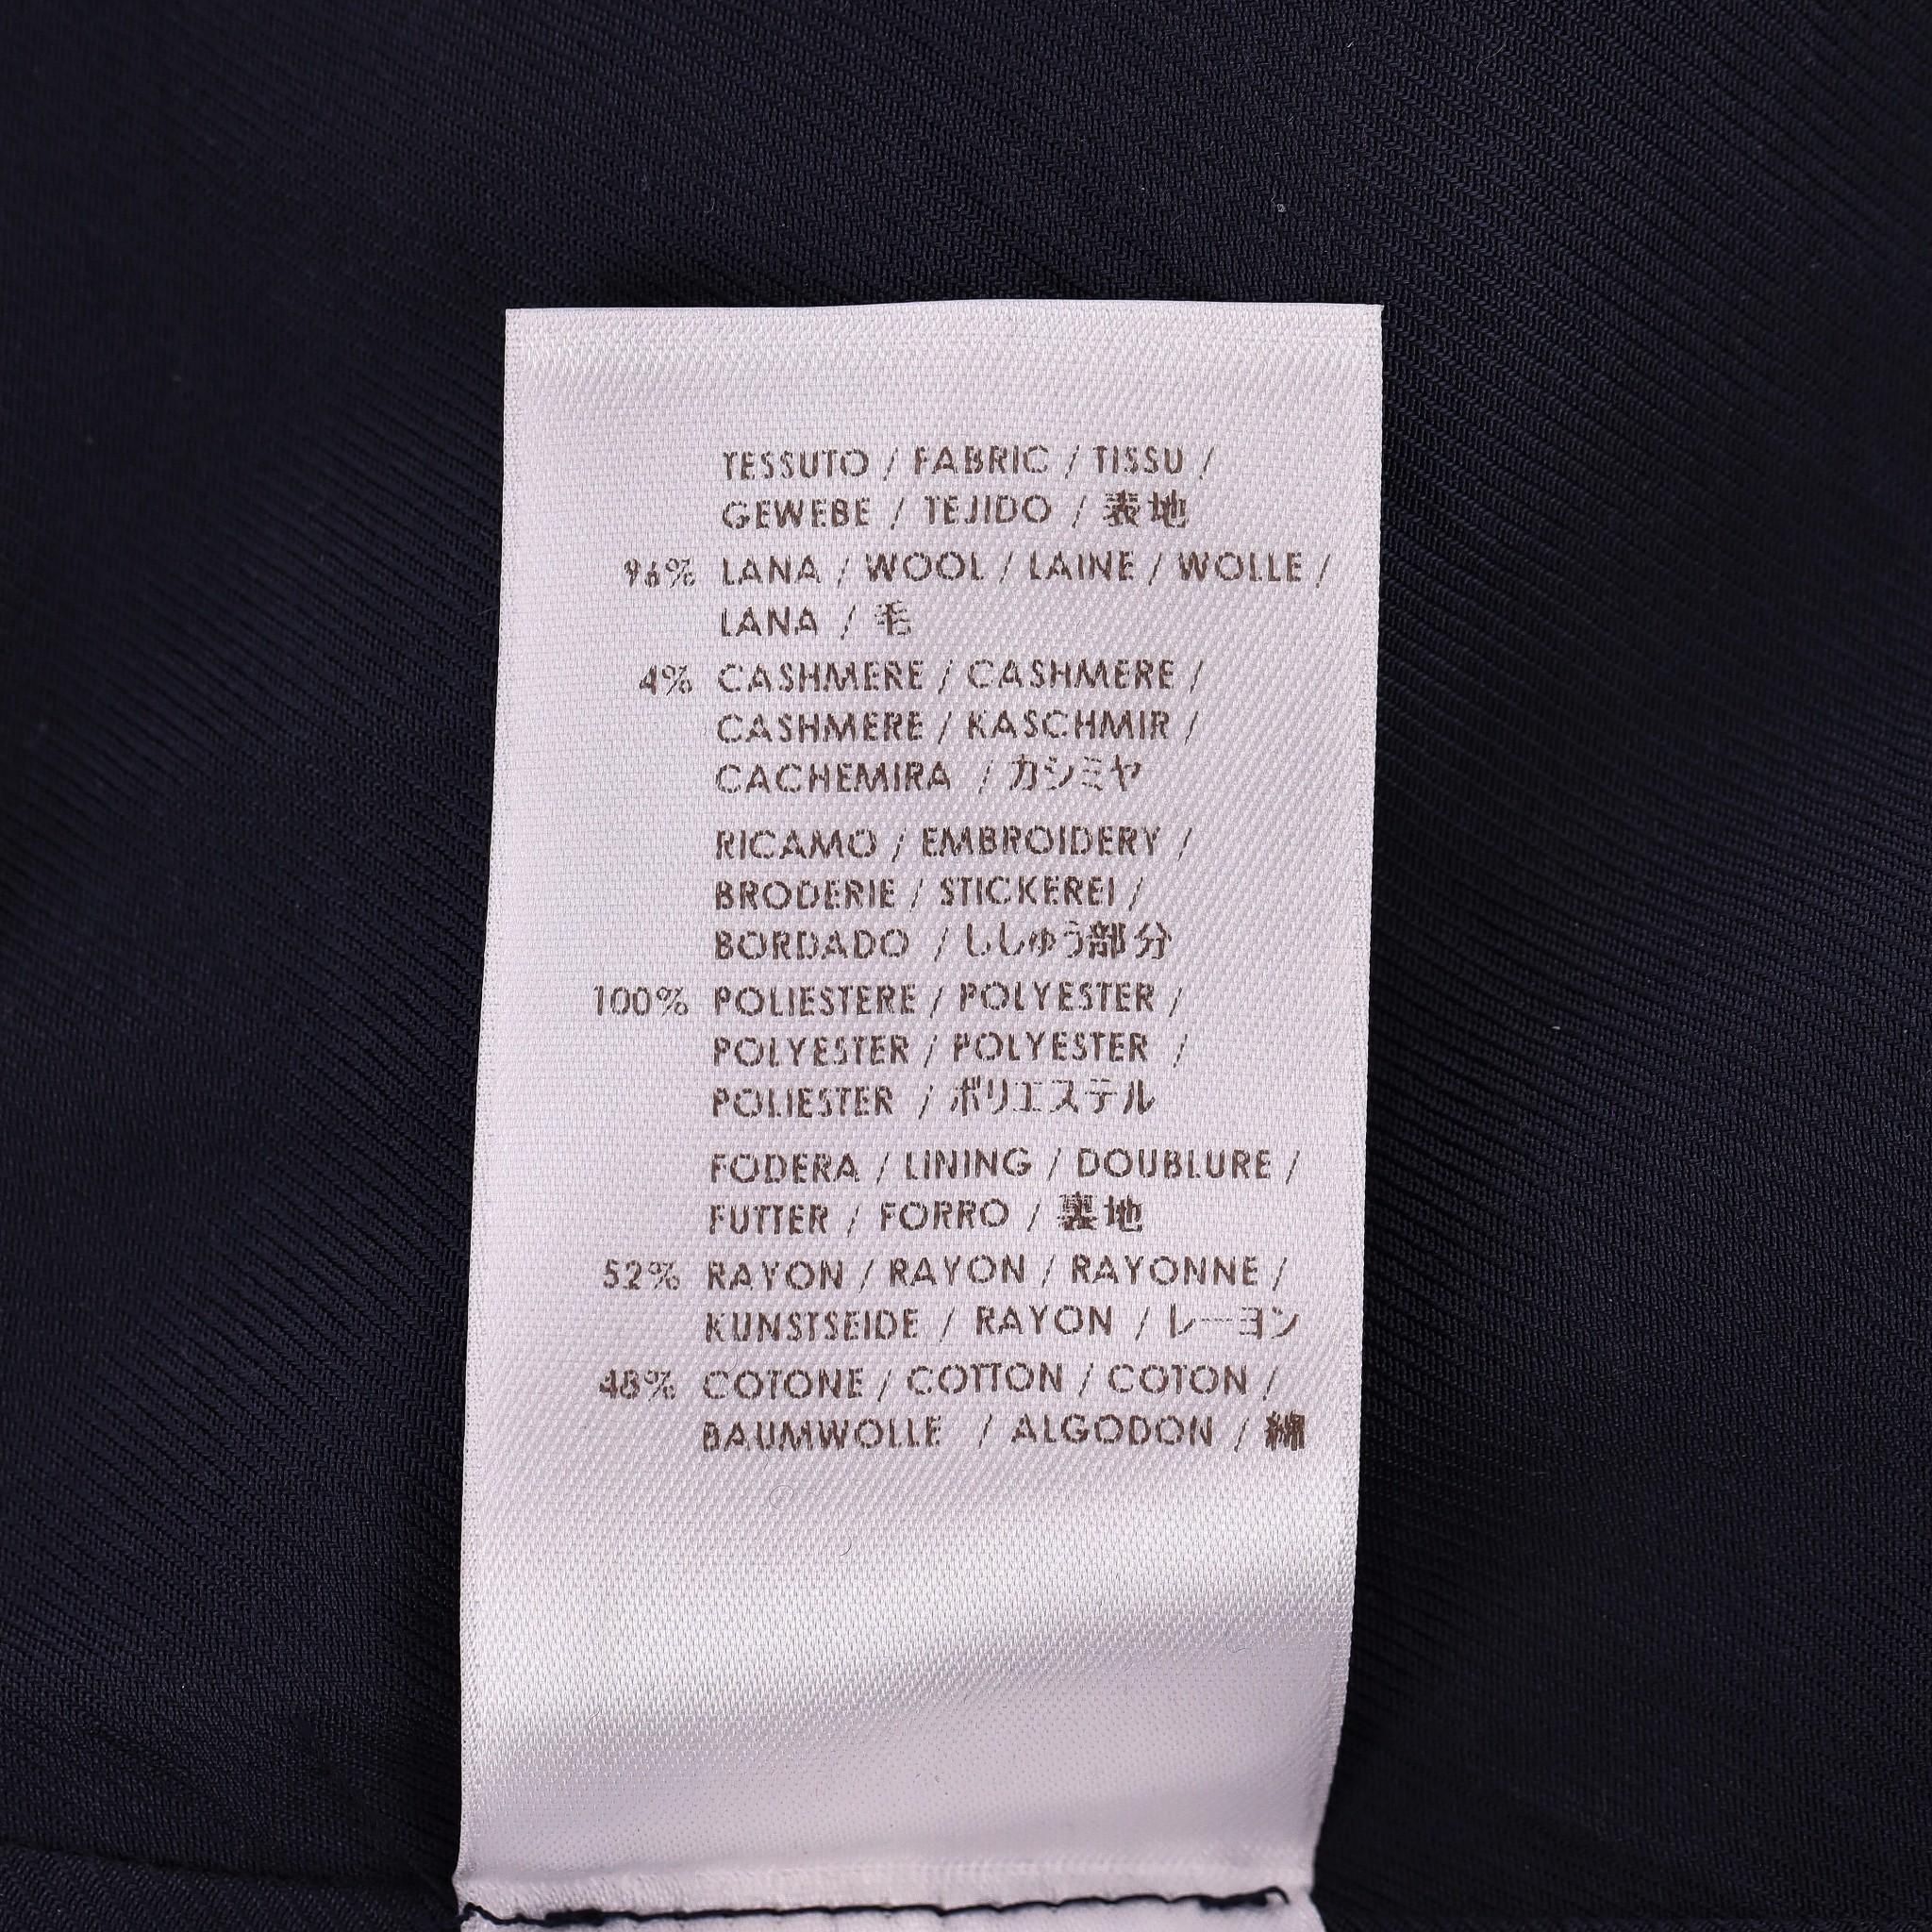 TESSUTO / FABRIC / TISSU /
GEWEBE / TEJIDO / 表地
96% LANA / WOOL / LAINE / WOLLE /
LANA / 毛
4% CASHMERE / CASHMERE /
CASHMERE / KASCHMIR /
CACHEMIRA / カシミヤ
RICAMO / EMBROIDERY /
BRODERIE / STICKEREI /
BORDADO / ししゅう部分
100% POLIESTERE / POLYESTER /
POLYESTER / POLYESTER /
POLIESTER / ポリエステル
FODERA / LINING / DOUBLURE /
FUTTER / FORRO / 裏地
52% RAYON / RAYON / RAYONNE /
KUNSTSEIDE / RAYON / レーヨン
48% COTONE / COTTON / COTON /
BAUMWOLLE / ALGODON / 綿